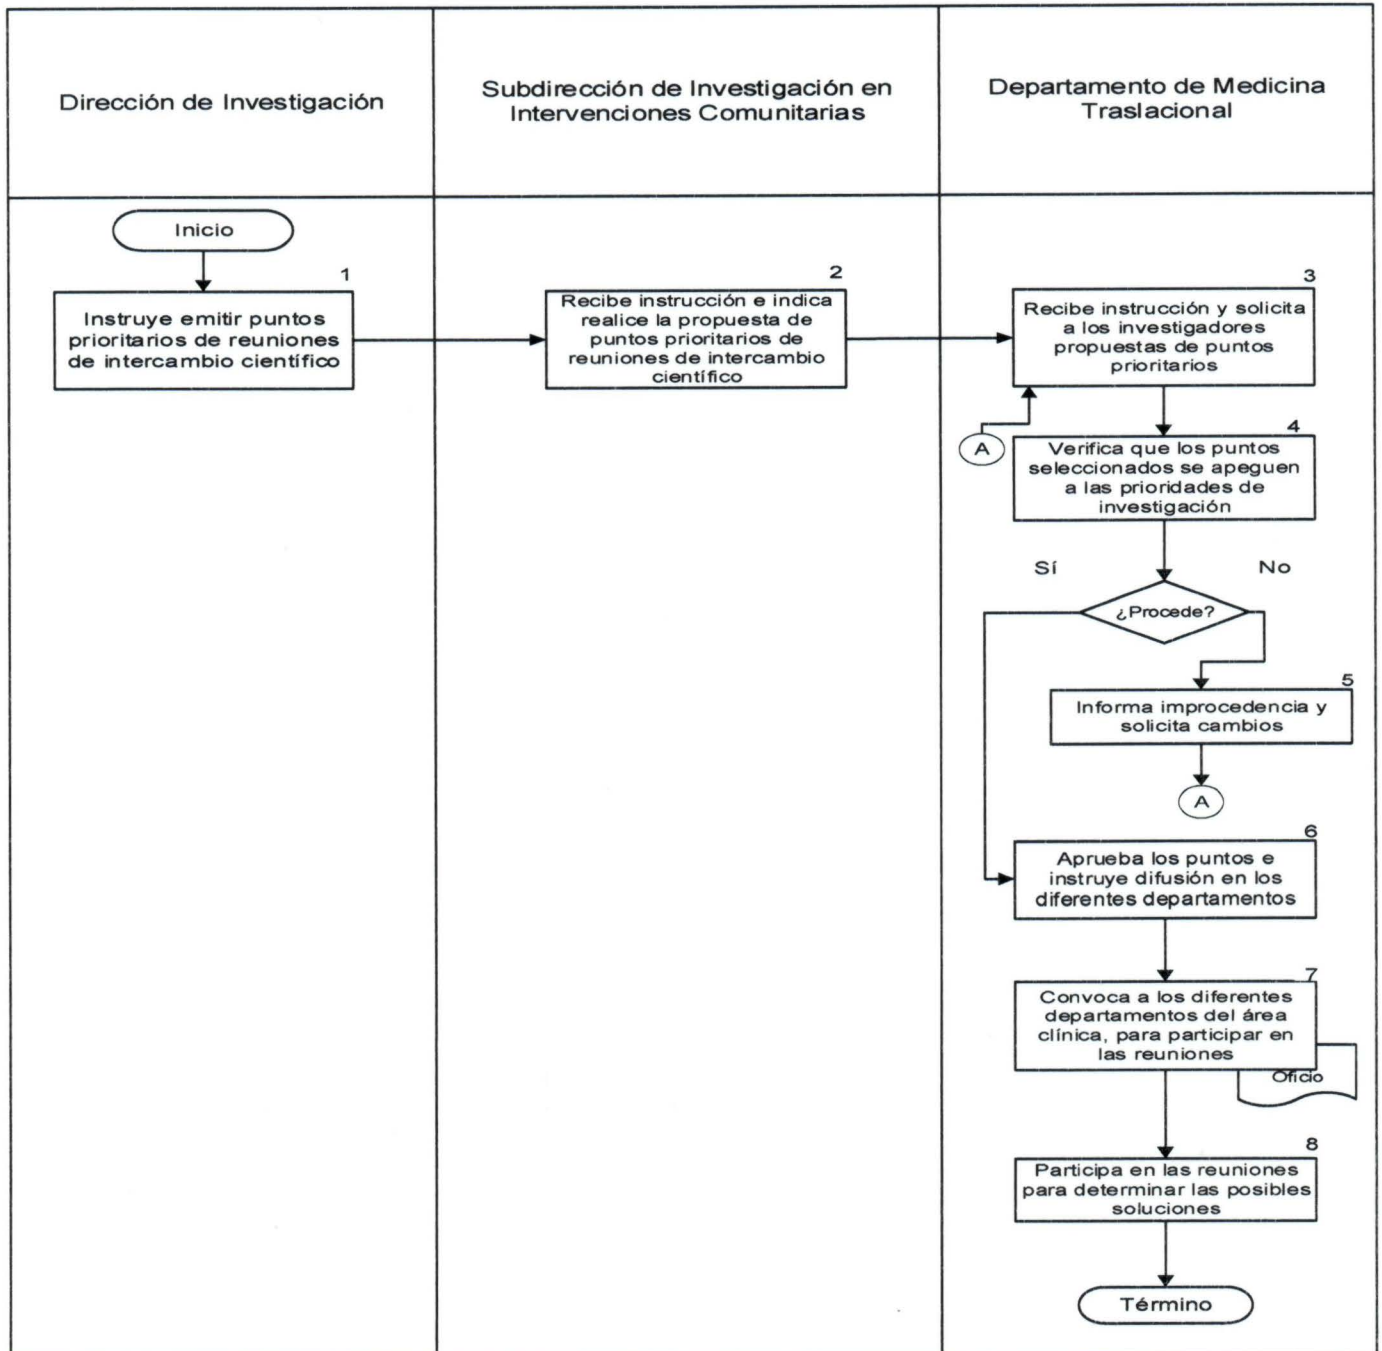 Dirección de Investigación
Subdirección de Investigación en
Intervenciones Comunitarias
Departamento de Medicina
Traslacional
Inicio
1
Instruye emitir puntos
prioritarios de reuniones
de intercambio científico
2
Recibe instrucción e indica
realice la propuesta de
puntos prioritarios de
reuniones de intercambio
científico
3
Recibe instrucción y solicita
a los investigadores
propuestas de puntos
prioritarios
A
4
Verifica que los puntos
seleccionados se apeguen
a las prioridades de
investigación
Sí
No
¿Procede?
5
Informa improcedencia y
solicita cambios
A
6
Aprueba los puntos e
instruye difusión en los
diferentes departamentos
7
Convoca a los diferentes
departamentos del área
clínica, para participar en
las reuniones
Oficio
8
Participa en las reuniones
para determinar las posibles
soluciones
Término